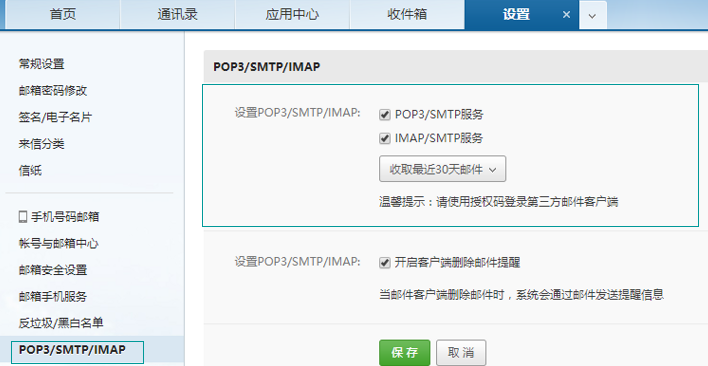 首页 通讯录 应用中心 收件箱 设置 ×
常规设置
邮箱密码修改
签名/电子名片
来信分类
信纸
手机号码邮箱
帐号与邮箱中心
邮箱安全设置
邮箱手机服务
反垃圾/黑白名单
POP3/SMTP/IMAP
POP3/SMTP/IMAP
设置POP3/SMTP/IMAP: POP3/SMTP服务
IMAP/SMTP服务
收取最近30天邮件
温馨提示：请使用授权码登录第三方邮件客户端
设置POP3/SMTP/IMAP: 开启客户端删除邮件提醒
当邮件客户端删除邮件时，系统会通过邮件发送提醒信息
保存 取消